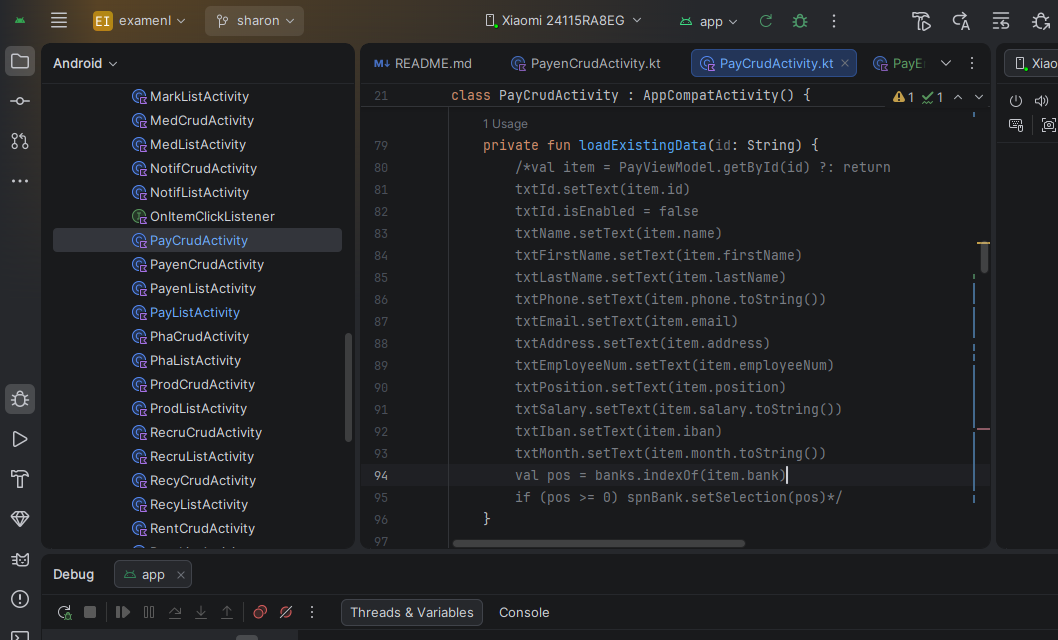 EI examenI sharon Xiaomi 24115RA8EG app
Android
README.md PayenCrudActivity.kt PayCrudActivity.kt PayE Xiao
MarkListActivity
MedCrudActivity
MedListActivity
NotifCrudActivity
NotifListActivity
OnItemClickListener
PayCrudActivity
PayenCrudActivity
PayenListActivity
PayListActivity
PhaCrudActivity
PhaListActivity
ProdCrudActivity
ProdListActivity
RecruCrudActivity
RecruListActivity
RecyCrudActivity
RecyListActivity
RentCrudActivity
21 class PayCrudActivity : AppCompatActivity() { 1 1
1 Usage
79 private fun loadExistingData(id: String) {
80 /*val item = PayViewModel.getById(id) ?: return
81 txtId.setText(item.id)
82 txtId.isEnabled = false
83 txtName.setText(item.name)
84 txtFirstName.setText(item.firstName)
85 txtLastName.setText(item.lastName)
86 txtPhone.setText(item.phone.toString())
87 txtEmail.setText(item.email)
88 txtAddress.setText(item.address)
89 txtEmployeeNum.setText(item.employeeNum)
90 txtPosition.setText(item.position)
91 txtSalary.setText(item.salary.toString())
92 txtIban.setText(item.iban)
93 txtMonth.setText(item.month.toString())
94 val pos = banks.indexOf(item.bank)
95 if (pos >= 0) spnBank.setSelection(pos)*/
96 }
97
Debug app
Threads & Variables Console